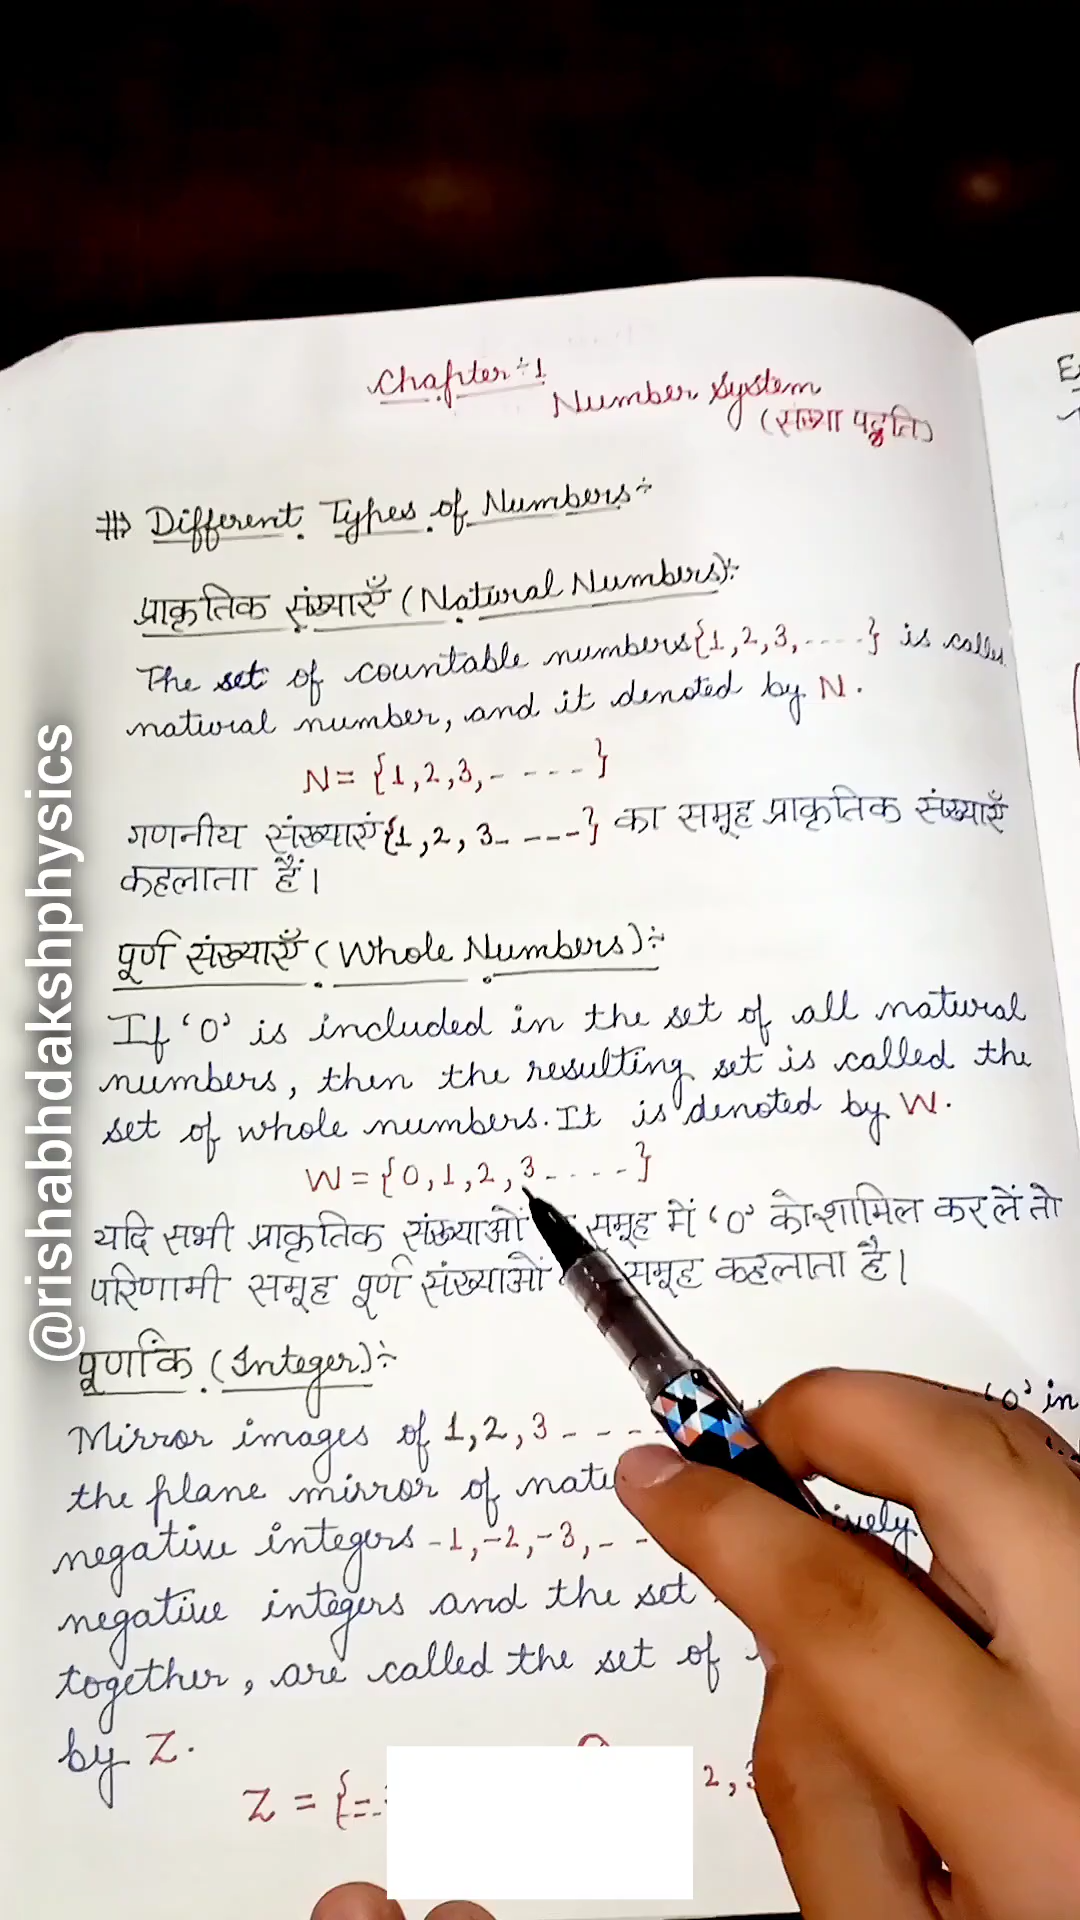 Chapter÷1
Number System
(संख्या पद्धति)
⇒ Different Types of Numbers÷
प्राकृतिक संख्याएँ (Natural Numbers)÷
The set of countable numbers{1,2,3,-----} is called
natural number, and it denoted by N.
N= {1,2,3,-----}
गणनीय संख्याएं{1,2,3-----} का समूह प्राकृतिक संख्याएँ
कहलाता हैं।
पूर्ण संख्याएँ (Whole Numbers)÷
If '0' is included in the set of all natural
numbers, then the resulting set is called the
set of whole numbers. It is denoted by W.
W={0,1,2,3-----}
यदि सभी प्राकृतिक संख्याओं समूह में '0' को शामिल कर लें तो
परिणामी समूह पूर्ण संख्याओं समूह कहलाता है।
पूर्णांक (Integer)÷
Mirror images of 1,2,3---- '0' in
the plane mirror of
negative integers -1,-2,-3,--
negative integers and the set
together, are called the set of
by Z.
Z = {--- 2,3
@rishabhdakshphysics